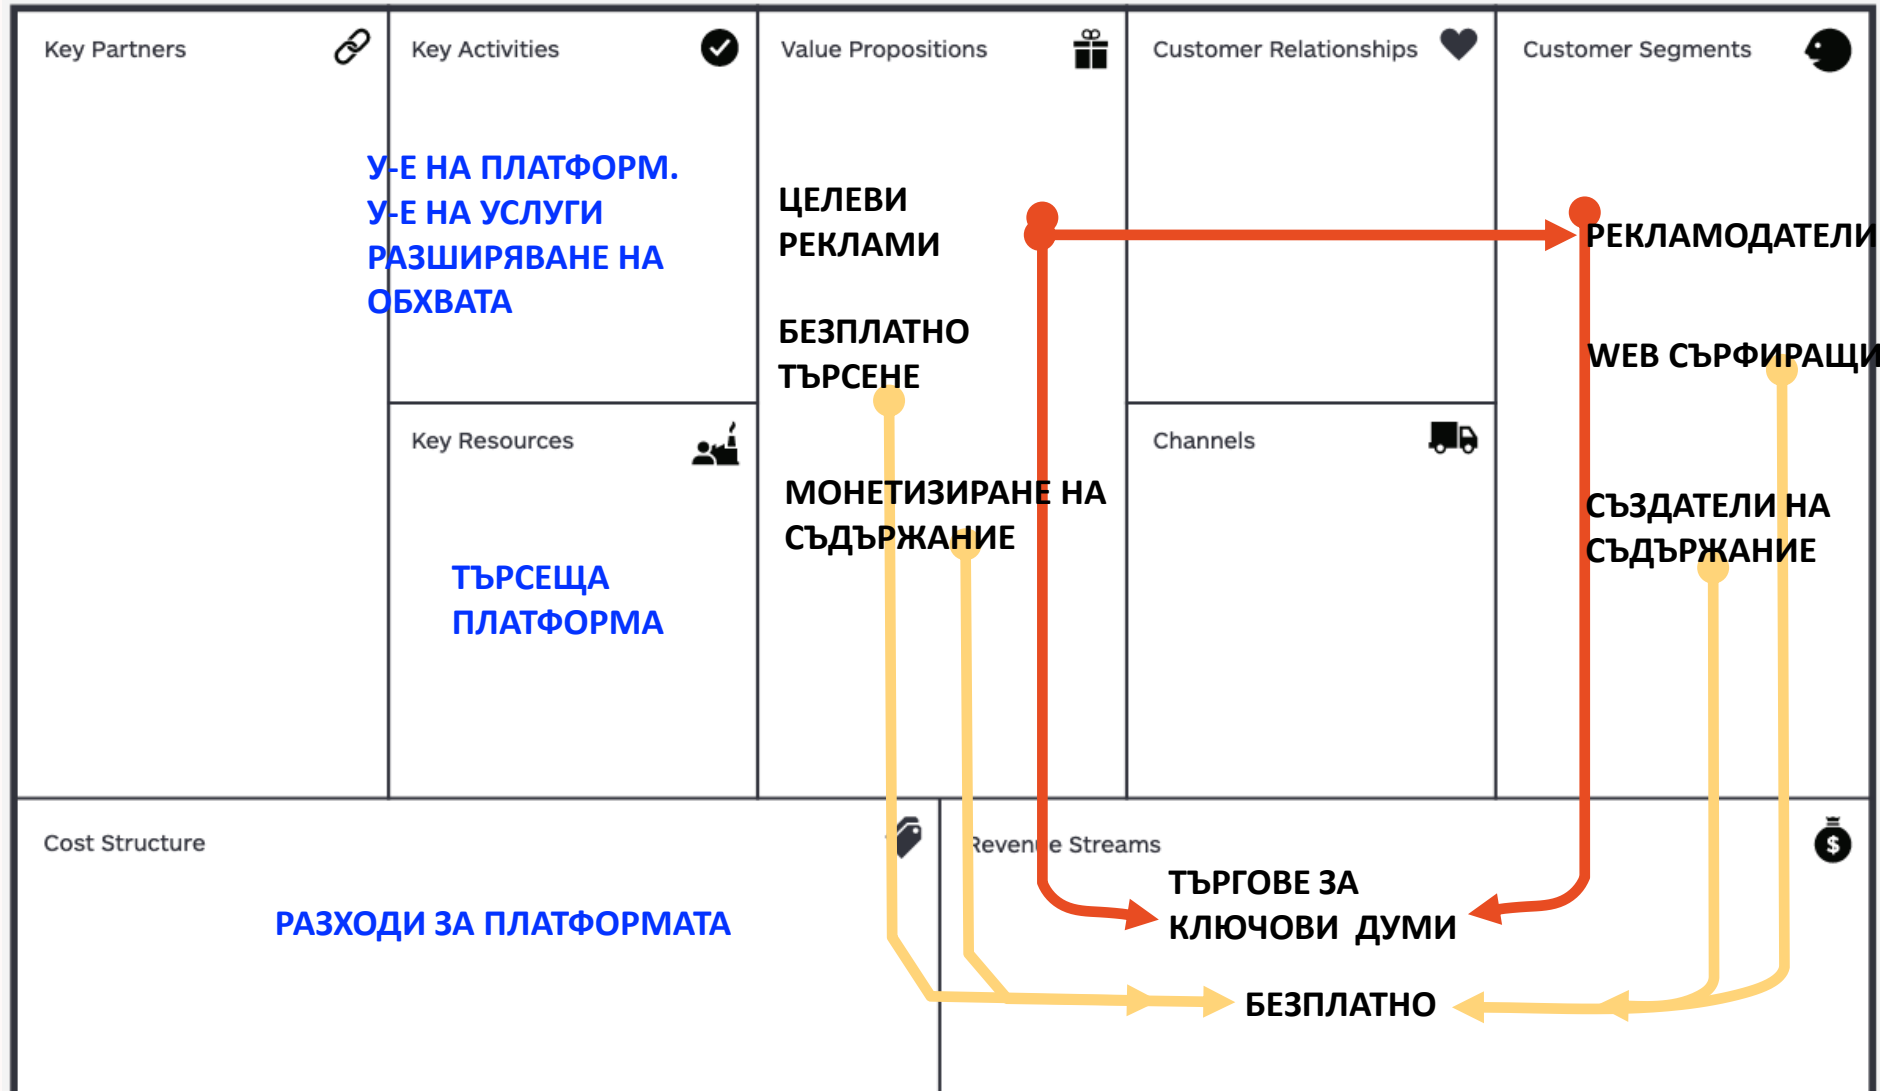 Key Partners
Key Activities
У-Е НА ПЛАТФОРМ.
У-Е НА УСЛУГИ
РАЗШИРЯВАНЕ НА
ОБХВАТА
Key Resources
ТЪРСЕЩА
ПЛАТФОРМА
Value Propositions
ЦЕЛЕВИ
РЕКЛАМИ
БЕЗПЛАТНО
ТЪРСЕНЕ
МОНЕТИЗИРАНЕ НА
СЪДЪРЖАНИЕ
Customer Relationships
Channels
Customer Segments
РЕКЛАМОДАТЕЛИ
WEB СЪРФИРАЩИ
СЪЗДАТЕЛИ НА
СЪДЪРЖАНИЕ
Cost Structure
РАЗХОДИ ЗА ПЛАТФОРМАТА
Revenue Streams
ТЪРГОВЕ ЗА
КЛЮЧОВИ ДУМИ
БЕЗПЛАТНО